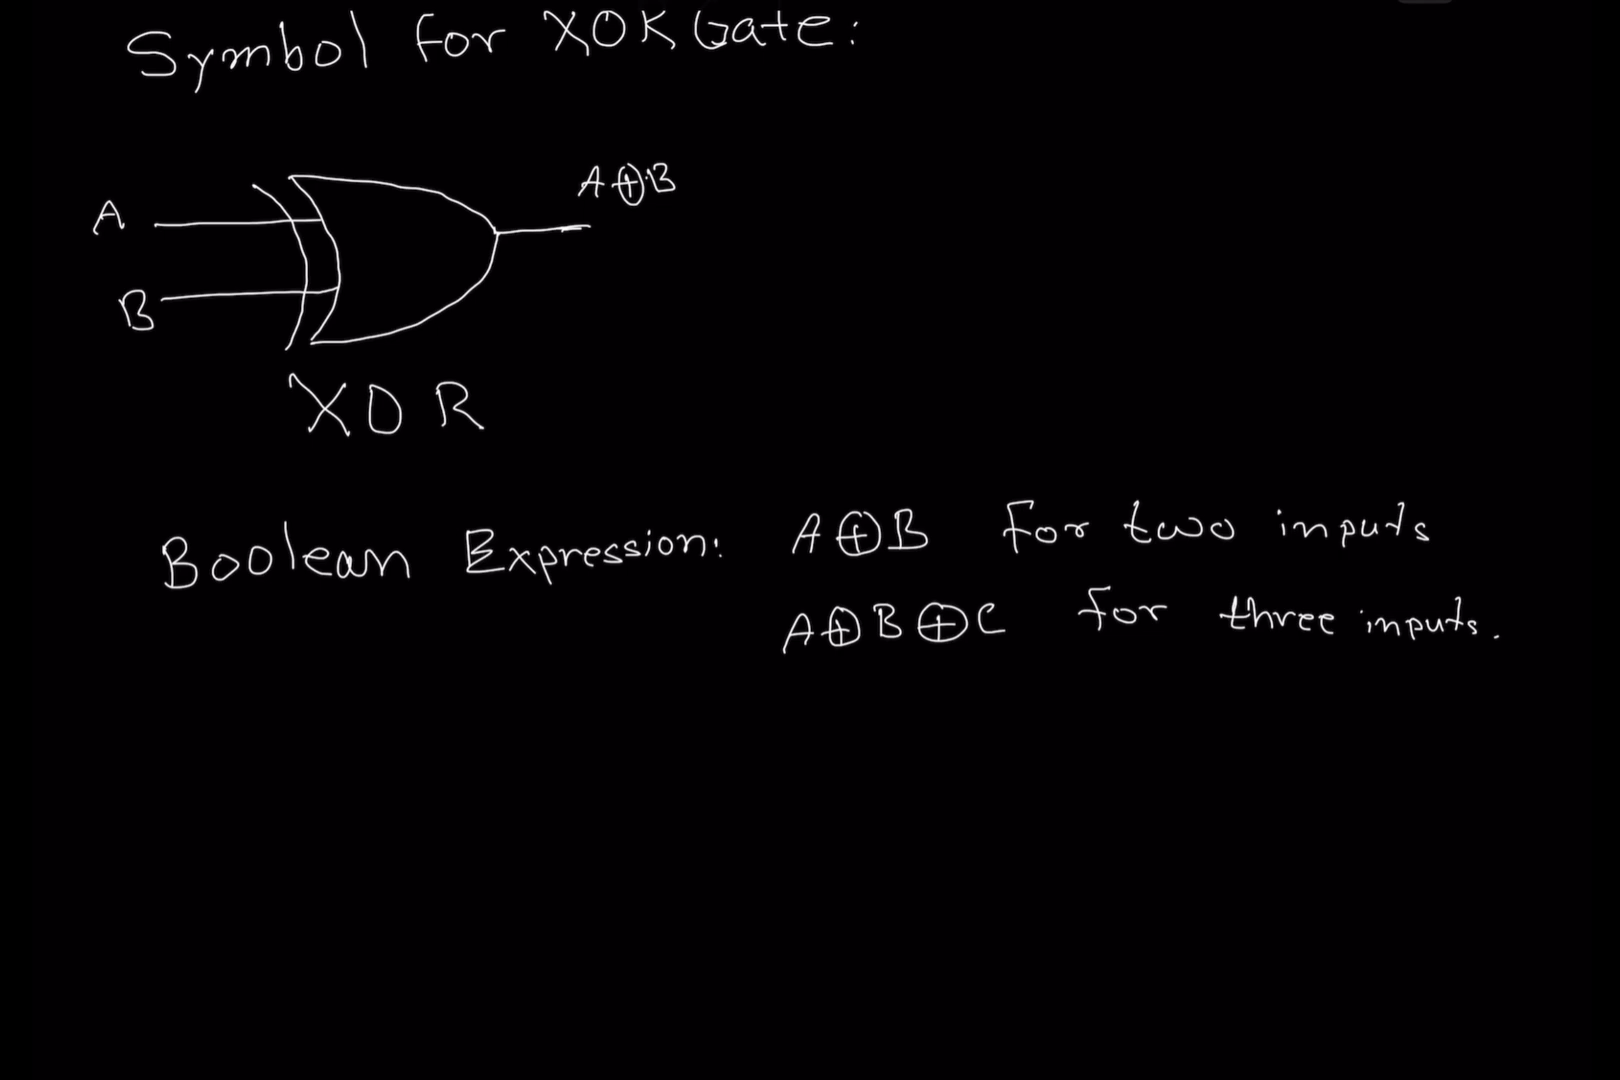 Symbol for XOR Gate:
A⊕B
A
B
XOR
Boolean Expression: A⊕B for two inputs
A⊕B⊕C for three inputs.